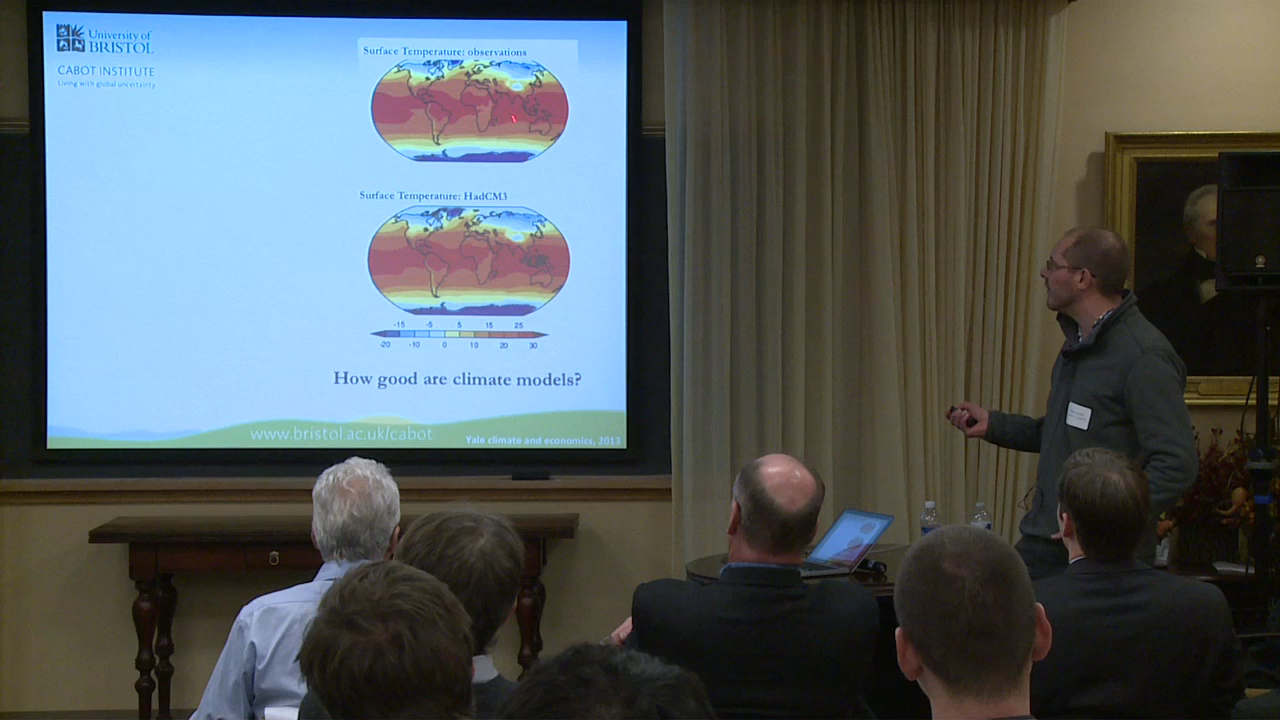 University of
BRISTOL
CABOT INSTITUTE
Living with global uncertainty
Surface Temperature: observations
Surface Temperature: HadCM3
-15 -5 5 15 25
-20 -10 0 10 20 30
How good are climate models?
www.bristol.ac.uk/cabot
Yale climate and economics, 2013